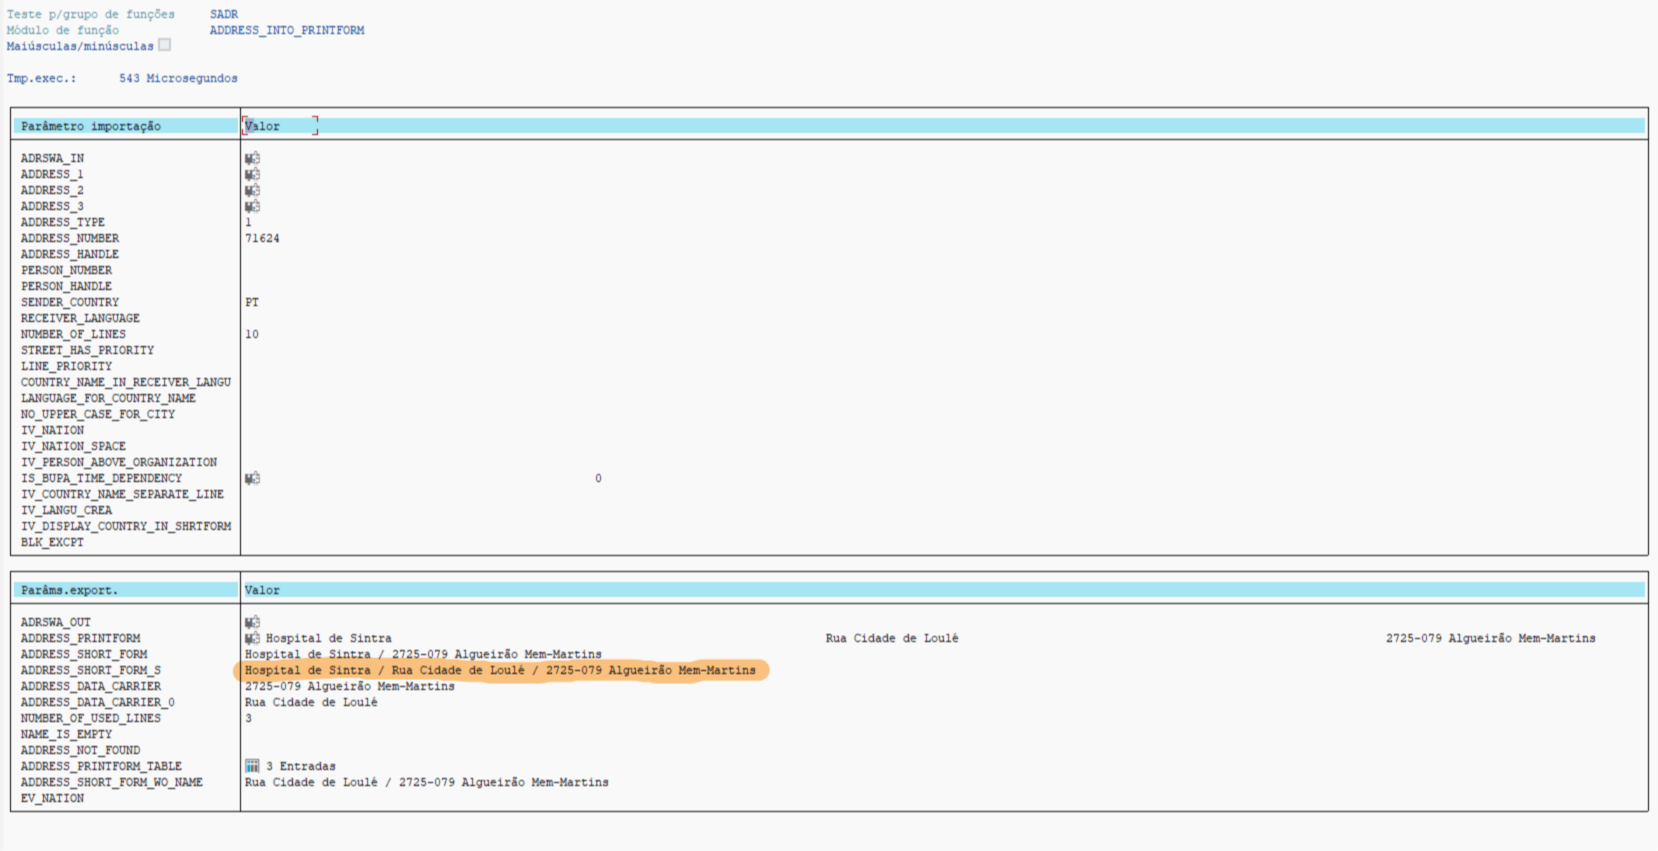 Teste p/grupo de funções SADR
Módulo de função ADDRESS_INTO_PRINTFORM
Maiúsculas/minúsculas
Tmp.exec.: 543 Microsegundos
Parâmetro importação Valor
ADRSWA_IN
ADDRESS_1
ADDRESS_2
ADDRESS_3
ADDRESS_TYPE 1
ADDRESS_NUMBER 71624
ADDRESS_HANDLE
PERSON_NUMBER
PERSON_HANDLE
SENDER_COUNTRY PT
RECEIVER_LANGUAGE
NUMBER_OF_LINES 10
STREET_HAS_PRIORITY
LINE_PRIORITY
COUNTRY_NAME_IN_RECEIVER_LANGU
LANGUAGE_FOR_COUNTRY_NAME
NO_UPPER_CASE_FOR_CITY
IV_NATION
IV_NATION_SPACE
IV_PERSON_ABOVE_ORGANIZATION
IS_BUPA_TIME_DEPENDENCY 0
IV_COUNTRY_NAME_SEPARATE_LINE
IV_LANGU_CREA
IV_DISPLAY_COUNTRY_IN_SHRTFORM
BLK_EXCPT
Parâms.export. Valor
ADRSWA_OUT
ADDRESS_PRINTFORM Hospital de Sintra Rua Cidade de Loulé 2725-079 Algueirão Mem-Martins
ADDRESS_SHORT_FORM Hospital de Sintra / 2725-079 Algueirão Mem-Martins
ADDRESS_SHORT_FORM_S Hospital de Sintra / Rua Cidade de Loulé / 2725-079 Algueirão Mem-Martins
ADDRESS_DATA_CARRIER 2725-079 Algueirão Mem-Martins
ADDRESS_DATA_CARRIER_0 Rua Cidade de Loulé
NUMBER_OF_USED_LINES 3
NAME_IS_EMPTY
ADDRESS_NOT_FOUND
ADDRESS_PRINTFORM_TABLE 3 Entradas
ADDRESS_SHORT_FORM_WO_NAME Rua Cidade de Loulé / 2725-079 Algueirão Mem-Martins
EV_NATION